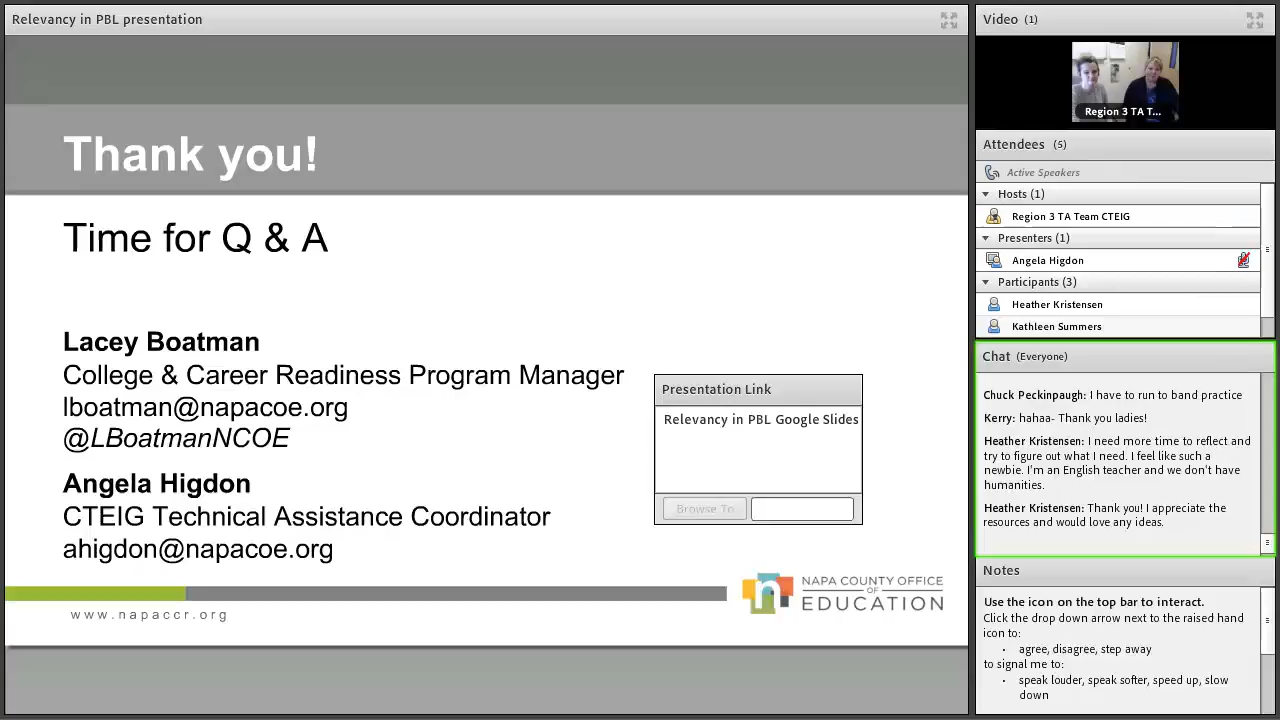 Relevancy in PBL presentation
Thank you!
Time for Q & A
Lacey Boatman
College & Career Readiness Program Manager
lboatman@napacoe.org
@LBoatmanNCOE
Angela Higdon
CTEIG Technical Assistance Coordinator
ahigdon@napacoe.org
Presentation Link
Relevancy in PBL Google Slides
Browse To
www.napaccr.org
n
NAPA COUNTY OFFICE
OF
EDUCATION
Video (1)
Region 3 TA T...
Attendees (5)
Active Speakers
Hosts (1)
Region 3 TA Team CTEIG
Presenters (1)
Angela Higdon
Participants (3)
Heather Kristensen
Kathleen Summers
Chat (Everyone)
Chuck Peckinpaugh: I have to run to band practice
Kerry: hahaa- Thank you ladies!
Heather Kristensen: I need more time to reflect and
try to figure out what I need. I feel like such a
newbie. I'm an English teacher and we don't have
humanities.
Heather Kristensen: Thank you! I appreciate the
resources and would love any ideas.
Notes
Use the icon on the top bar to interact.
Click the drop down arrow next to the raised hand
icon to:
• agree, disagree, step away
to signal me to:
• speak louder, speak softer, speed up, slow
down